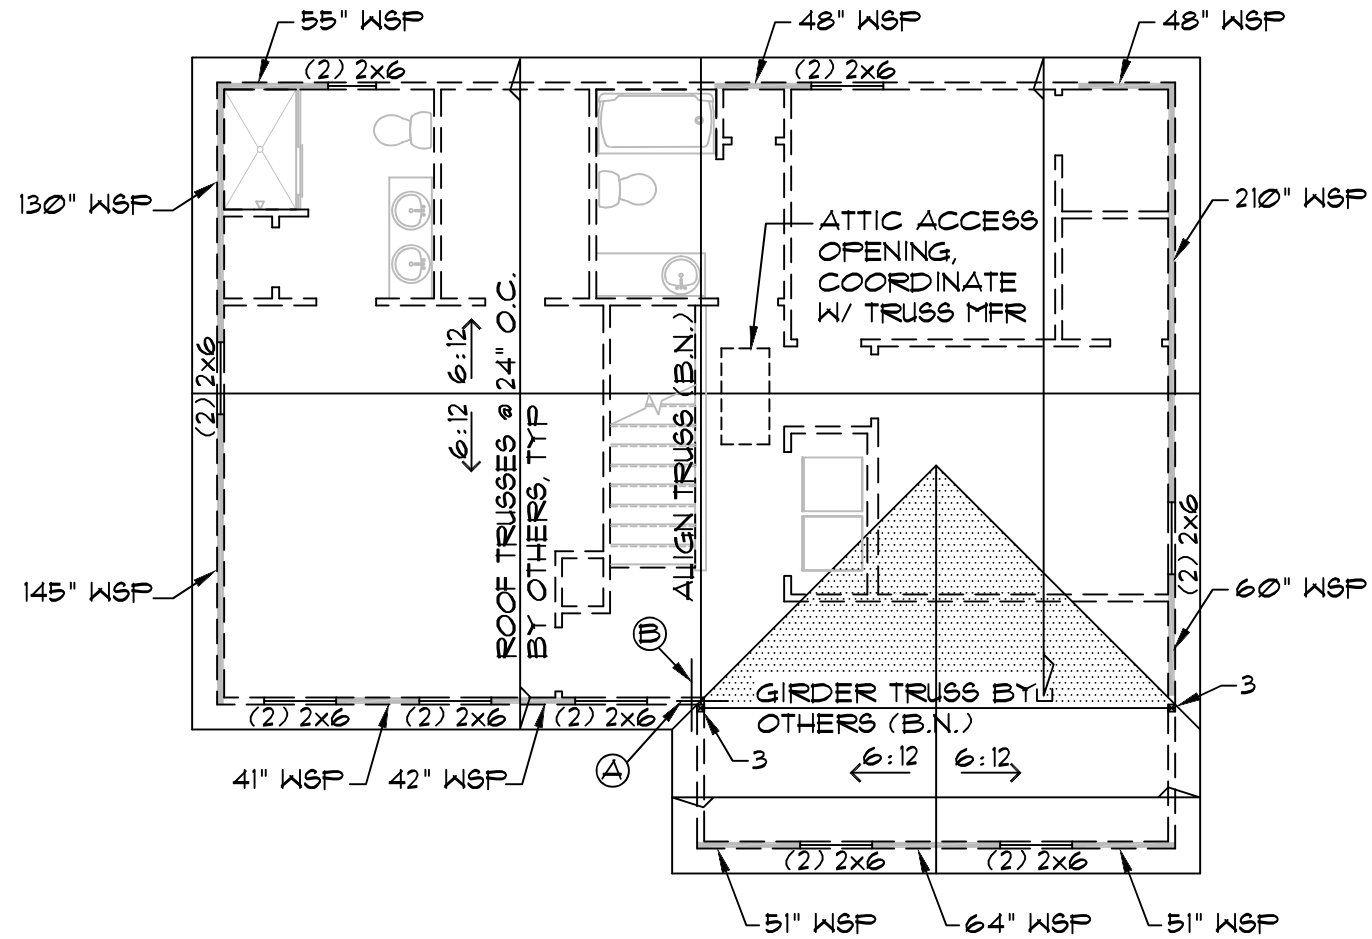 55" WSP
48" WSP
48" WSP
(2) 2x6
(2) 2x6
130" WSP
210" WSP
ATTIC ACCESS
OPENING,
COORDINATE
W/ TRUSS MFR
(2) 2x6
6:12
6:12
ROOF TRUSSES @ 24" O.C.
BY OTHERS, TYP
ALIGN TRUSS (B.N.)
(2) 2x6
145" WSP
60" WSP
B
GIRDER TRUSS BY
OTHERS (B.N.)
3
(2) 2x6
(2) 2x6
(2) 2x6
A
3
6:12
6:12
41" WSP
42" WSP
(2) 2x6
(2) 2x6
51" WSP
64" WSP
51" WSP